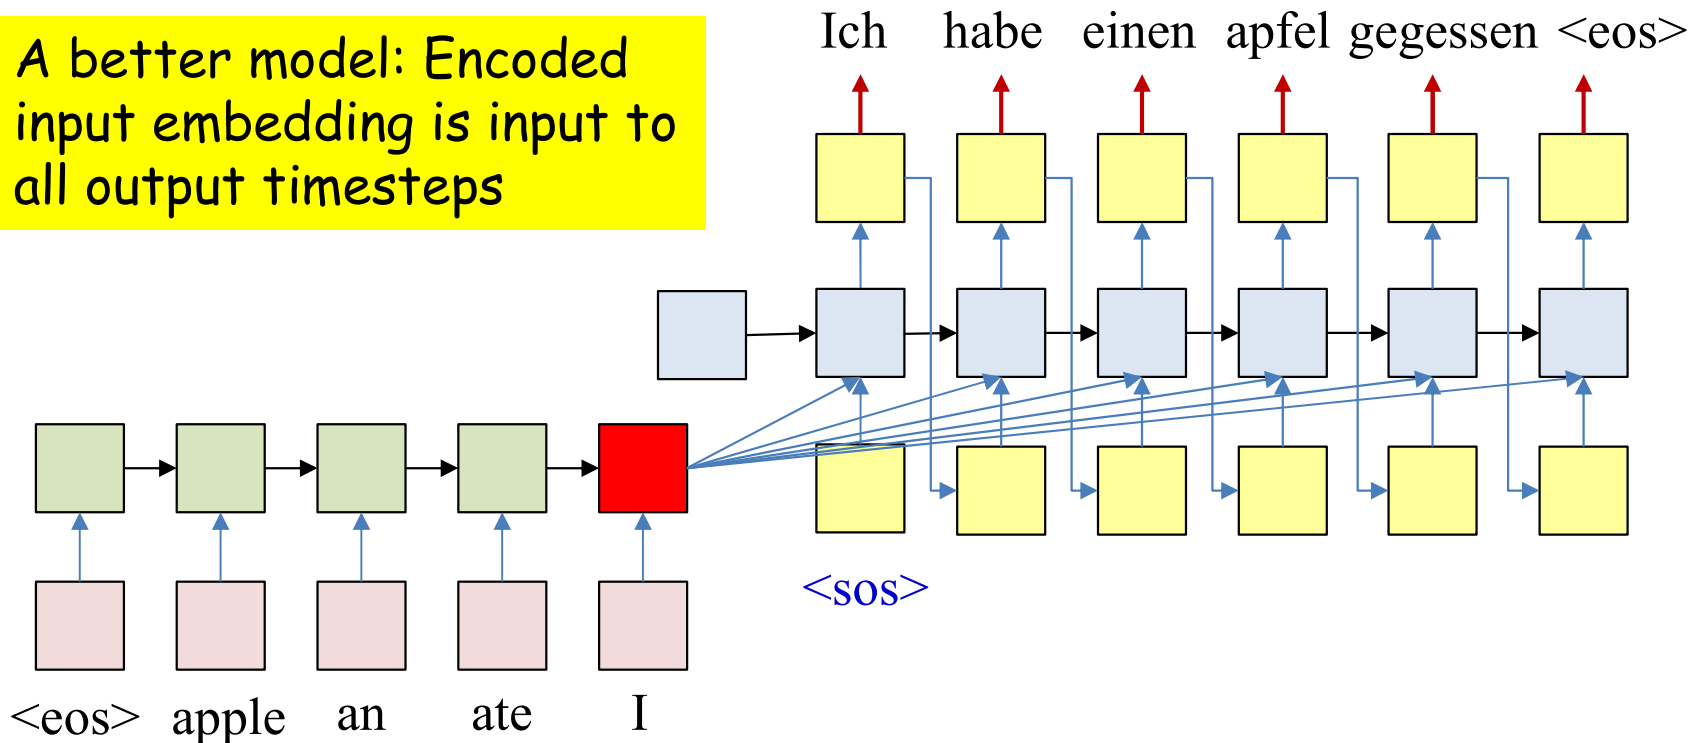 A better model: Encoded
input embedding is input to
all output timesteps
Ich habe einen apfel gegessen <eos>
<sos>
<eos> apple an ate I